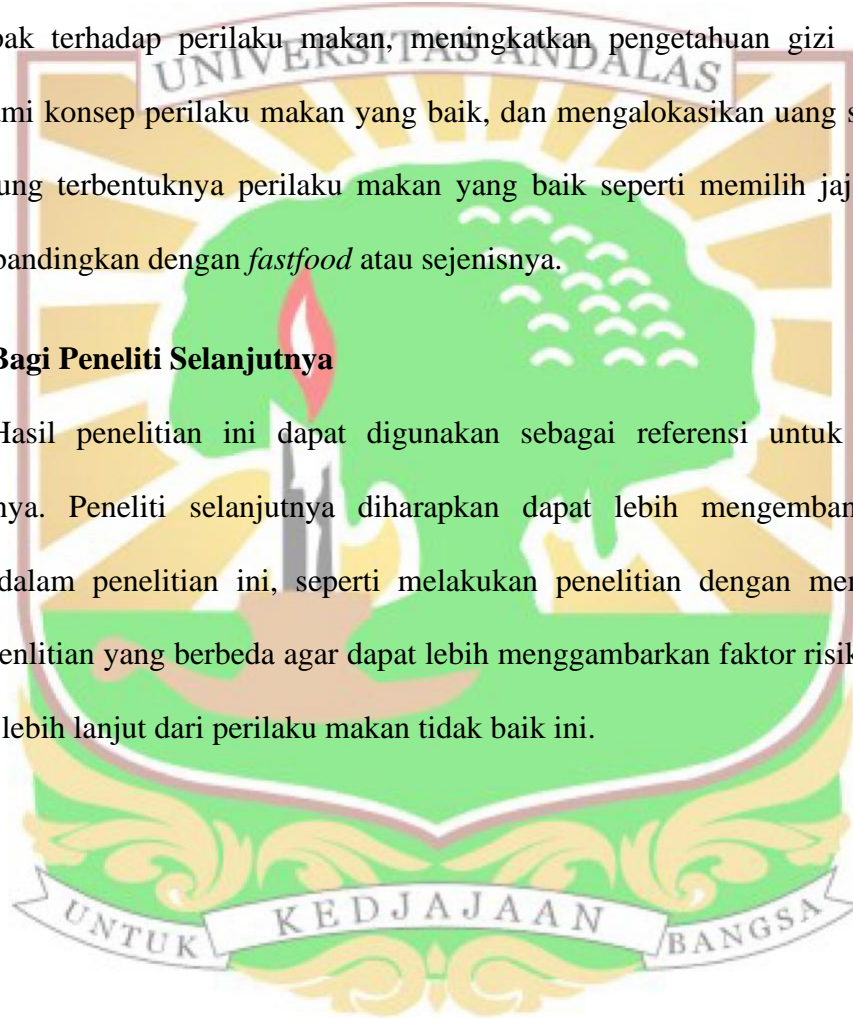 pak terhadap perilaku makan, meningkatkan pengetahuan gizi
UNIVERSITAS ANDALAS
ami konsep perilaku makan yang baik, dan mengalokasikan uang s
ung terbentuknya perilaku makan yang baik seperti memilih jaj
bandingkan dengan fastfood atau sejenisnya.
Bagi Peneliti Selanjutnya
Hasil penelitian ini dapat digunakan sebagai referensi untuk
nya. Peneliti selanjutnya diharapkan dapat lebih mengemban
dalam penelitian ini, seperti melakukan penelitian dengan men
enlitian yang berbeda agar dapat lebih menggambarkan faktor risik
lebih lanjut dari perilaku makan tidak baik ini.
UNTUK KEDJAJAAN BANGSA